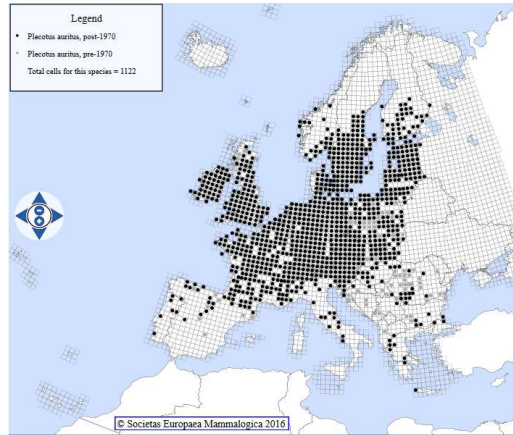 Legend
Plecotus auritus, post-1970
Plecotus auritus, pre-1970
Total cells for this species = 1122
© Societas Europaea Mammalogica 2016